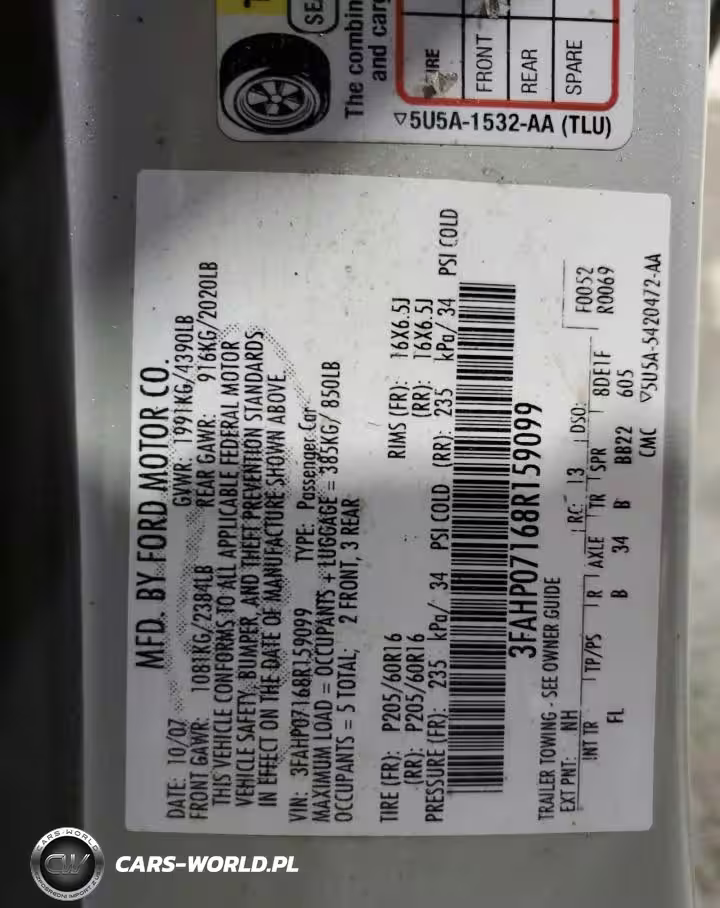 SE
The combin
and carg
FRONT
REAR
SPARE
▽5U5A-1532-AA (TLU)
MFD. BY FORD MOTOR CO.
DATE: 10/07 GVWR: 1991KG/4390LB
FRONT GAWR: 1081KG/2384LB REAR GAWR: 916KG/2020LB
THIS VEHICLE CONFORMS TO ALL APPLICABLE FEDERAL MOTOR
VEHICLE SAFETY, BUMPER, AND THEFT PREVENTION STANDARDS
IN EFFECT ON THE DATE OF MANUFACTURE SHOWN ABOVE.
VIN: 3FAHP07168R159099 TYPE: Passenger Car
MAXIMUM LOAD = OCCUPANTS + LUGGAGE = 385KG/ 850LB
OCCUPANTS = 5 TOTAL; 2 FRONT, 3 REAR
TIRE (FR): P205/60R16 RIMS (FR): 16X6.5J
(RR): P205/60R16 (RR): 16X6.5J
PRESSURE (FR): 235 kPa/ 34 PSI COLD (RR): 235 kPa/ 34 PSI COLD
3FAHP07168R159099
TRAILER TOWING - SEE OWNER GUIDE
EXT PNT: NH RC: 13 DSO: F0052
R0069
INT TR TP/PS R AXLE TR SPR 8DE1F
FL B 34 B BB22 605
CMC ▽5U5A-5420472-AA
CARS-WORLD
CW
CARS-WORLD.PL